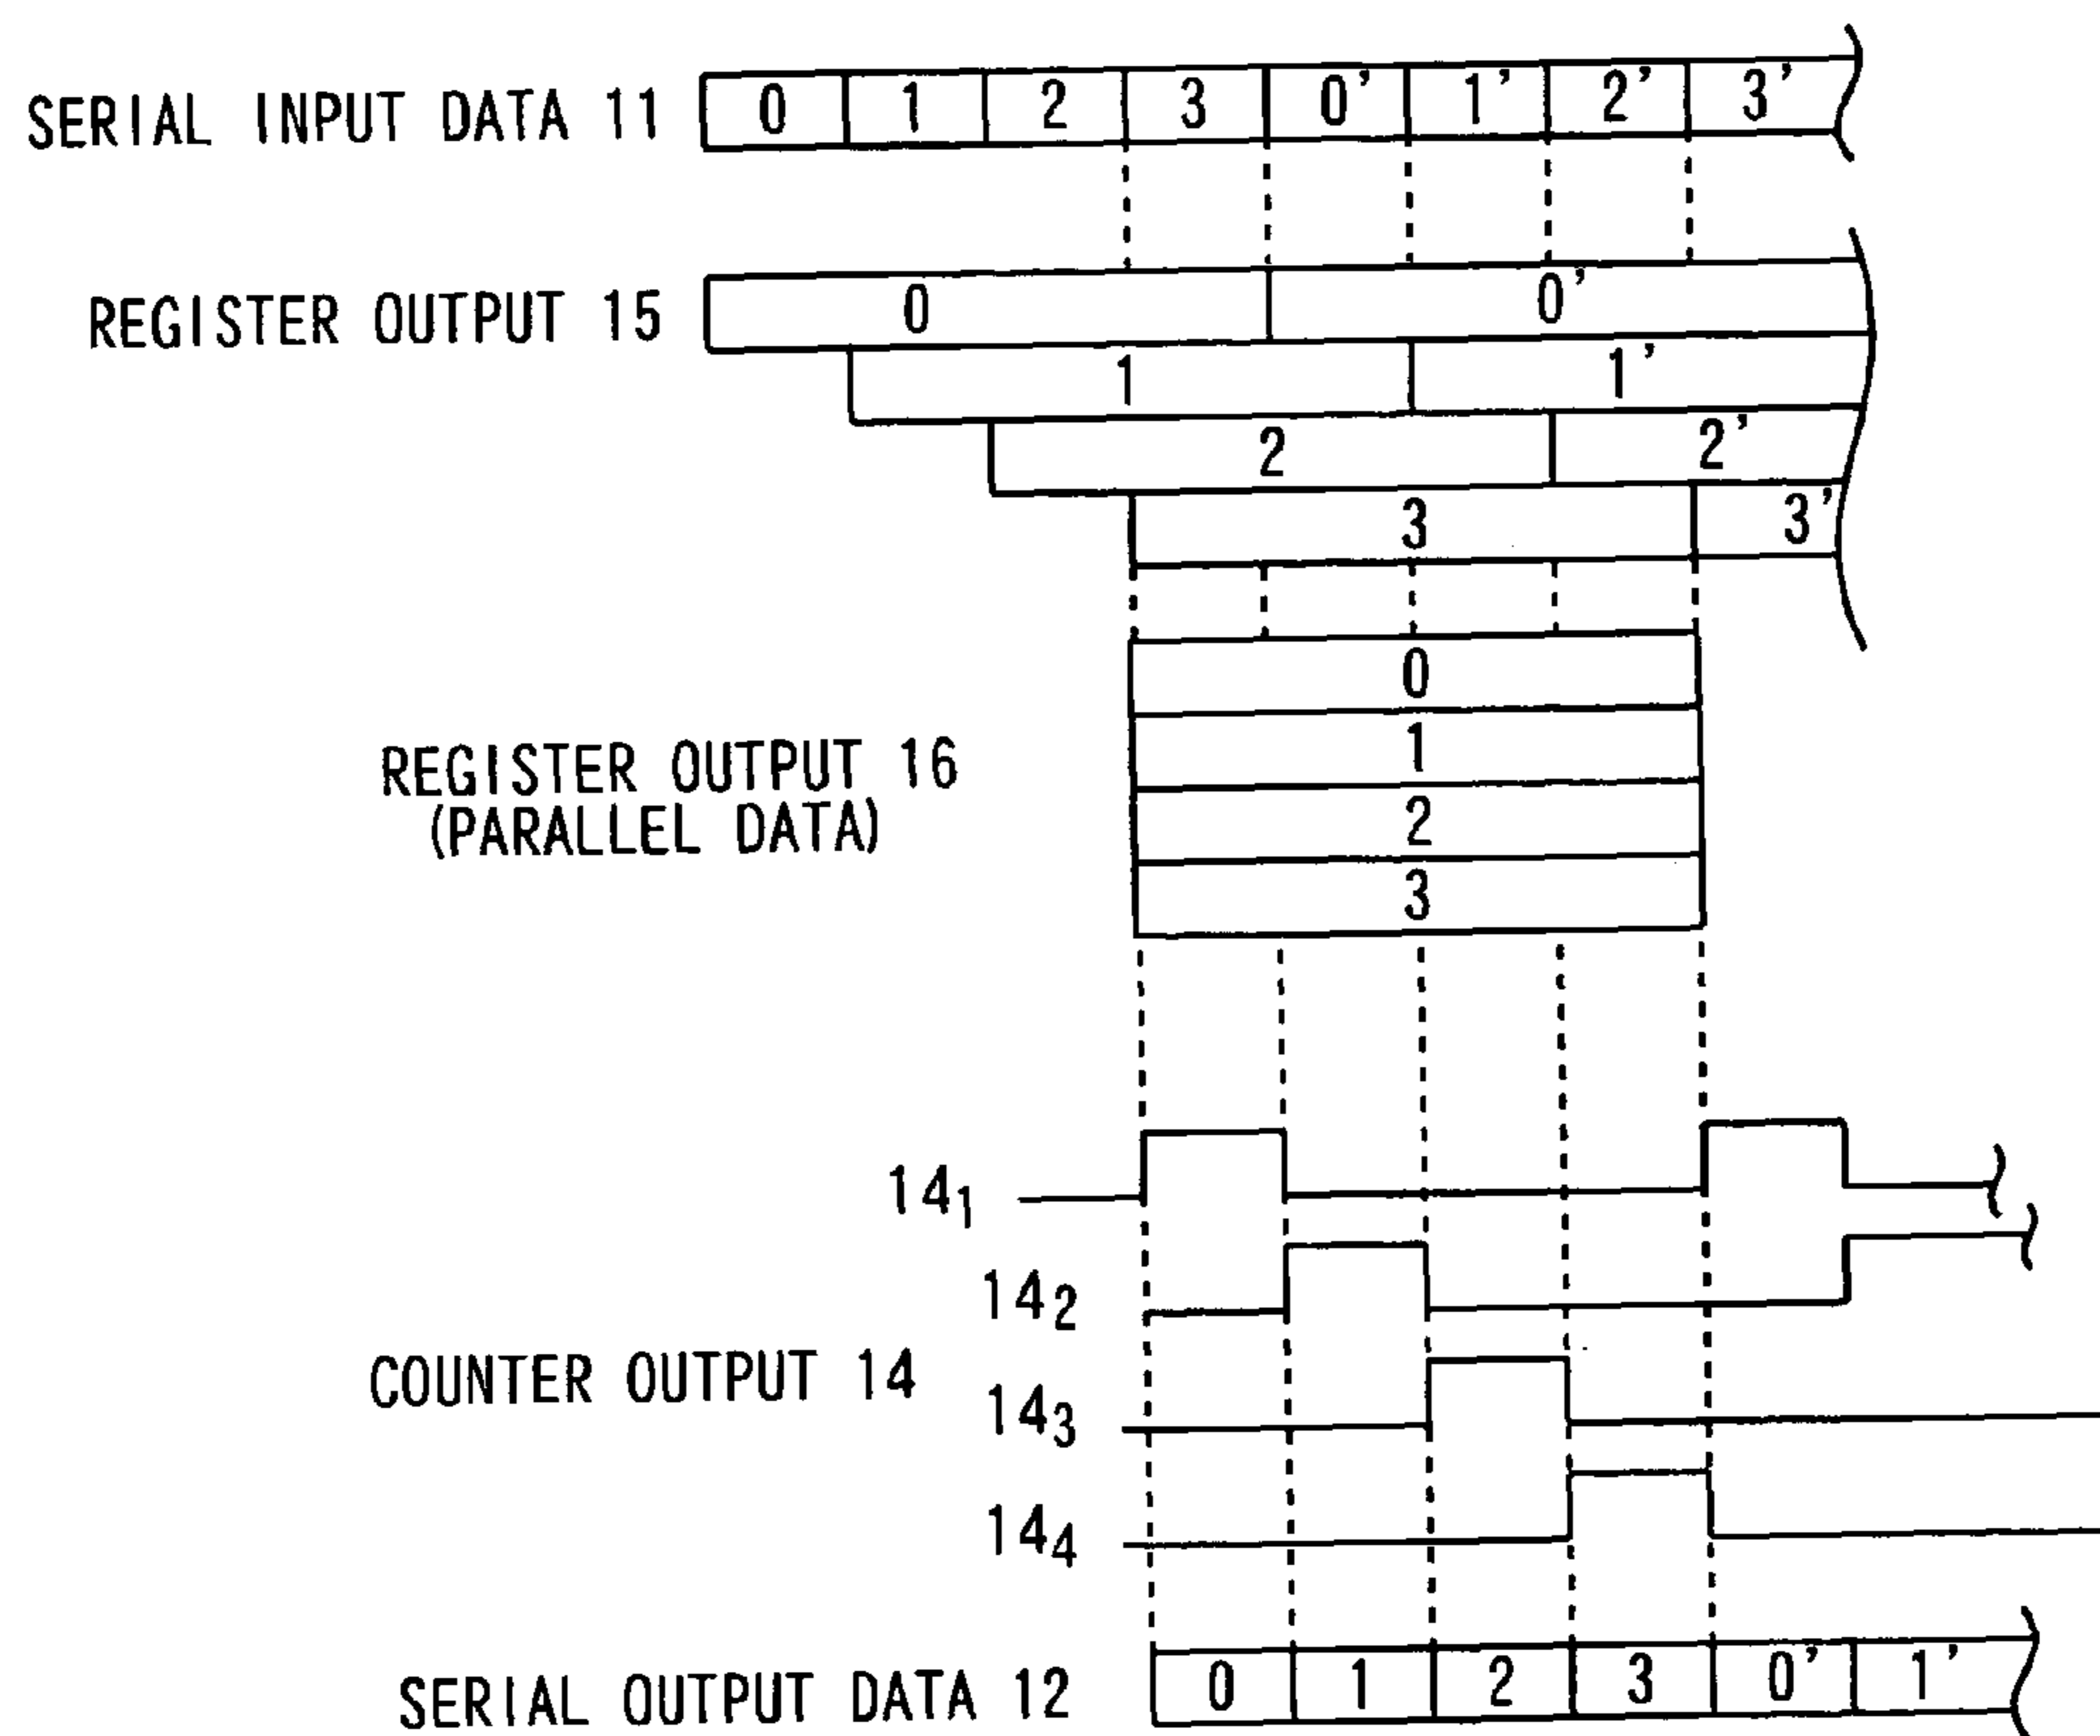 SERIAL INPUT DATA 11 0 1 2 3 0' 1' 2' 3'
REGISTER OUTPUT 15 0 0'
1 1'
2 2'
3 3'
0
REGISTER OUTPUT 16
(PARALLEL DATA)
1
2
3
14₁
14₂
COUNTER OUTPUT 14
14₃
14₄
SERIAL OUTPUT DATA 12 0 1 2 3 0' 1'